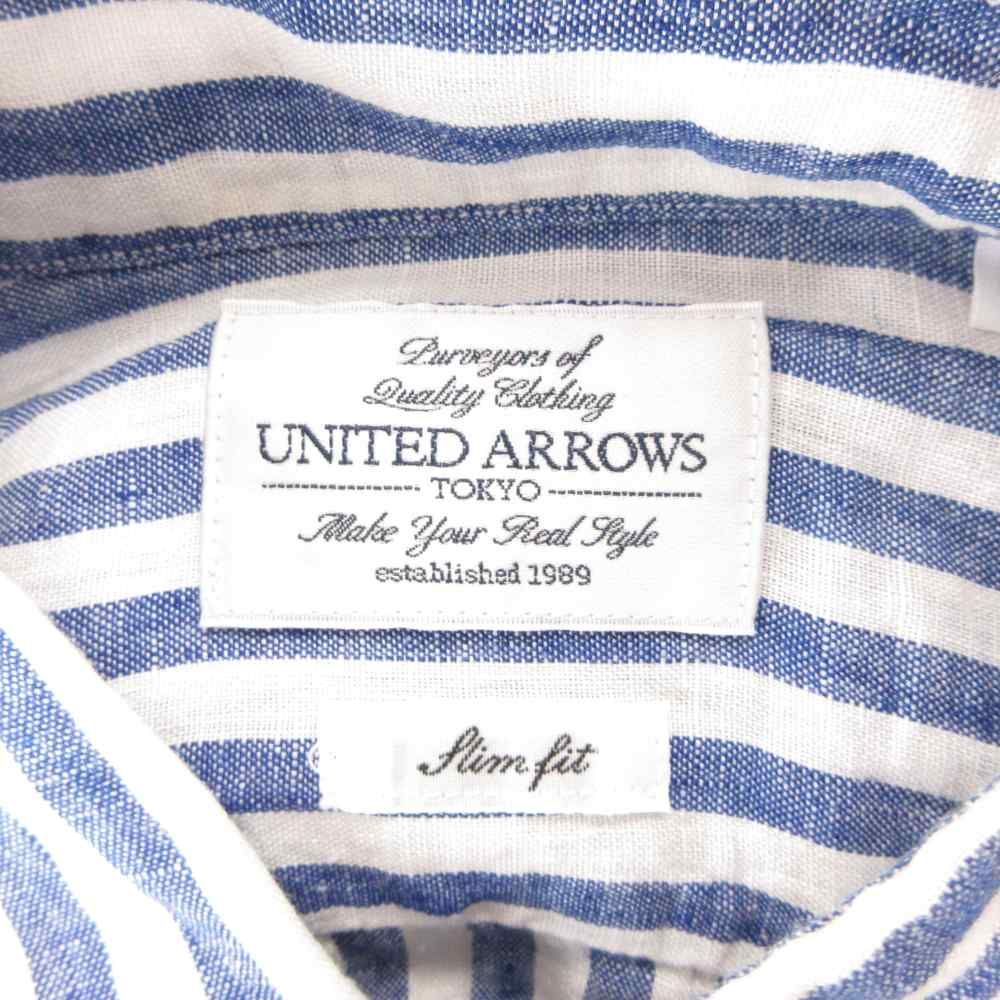 Purveyors of
Quality Clothing
UNITED ARROWS
TOKYO
Make Your Real Style
established 1989
Slim fit